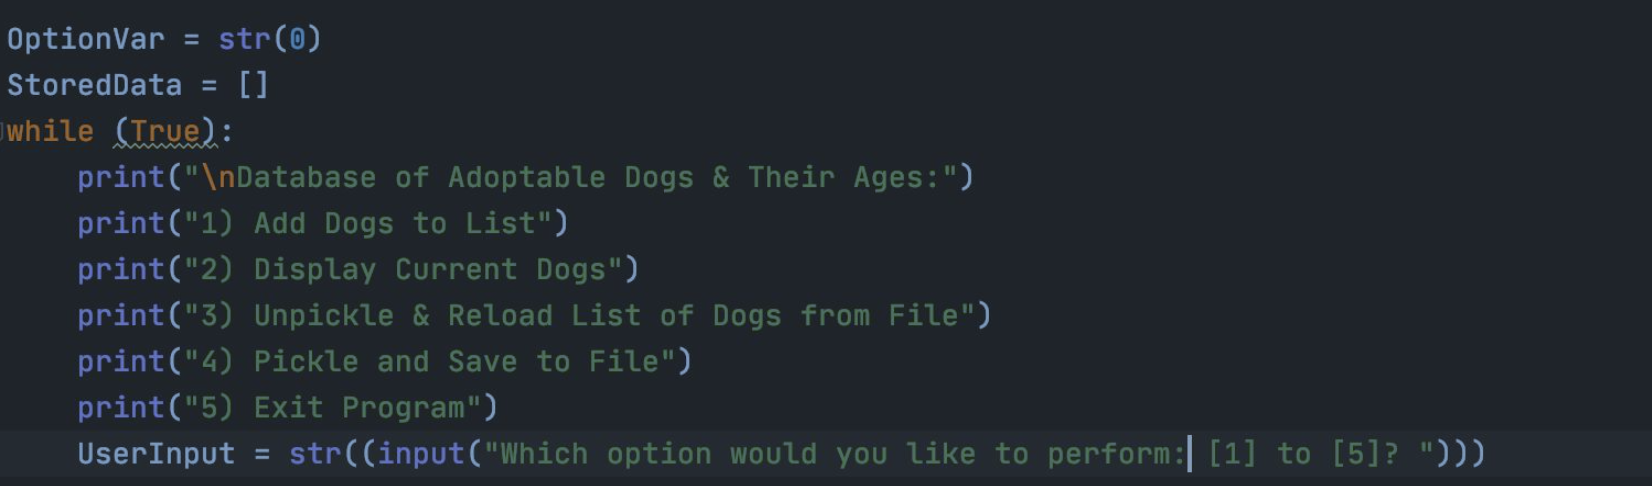 OptionVar = str(0)
StoredData = []
while (True):
    print("\nDatabase of Adoptable Dogs & Their Ages:")
    print("1) Add Dogs to List")
    print("2) Display Current Dogs")
    print("3) Unpickle & Reload List of Dogs from File")
    print("4) Pickle and Save to File")
    print("5) Exit Program")
    UserInput = str((input("Which option would you like to perform: [1] to [5]? ")))